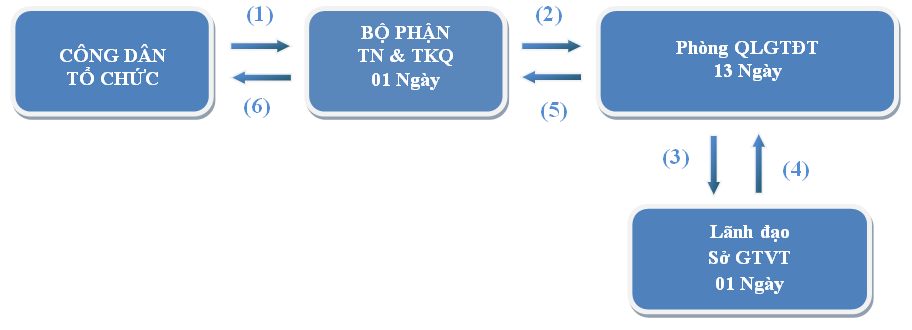 (1)
(2)
CÔNG DÂN
TỔ CHỨC
BỘ PHẬN
TN & TKQ
01 Ngày
Phòng QLGTĐT
13 Ngày
(6)
(5)
(3)
(4)
Lãnh đạo
Sở GTVT
01 Ngày